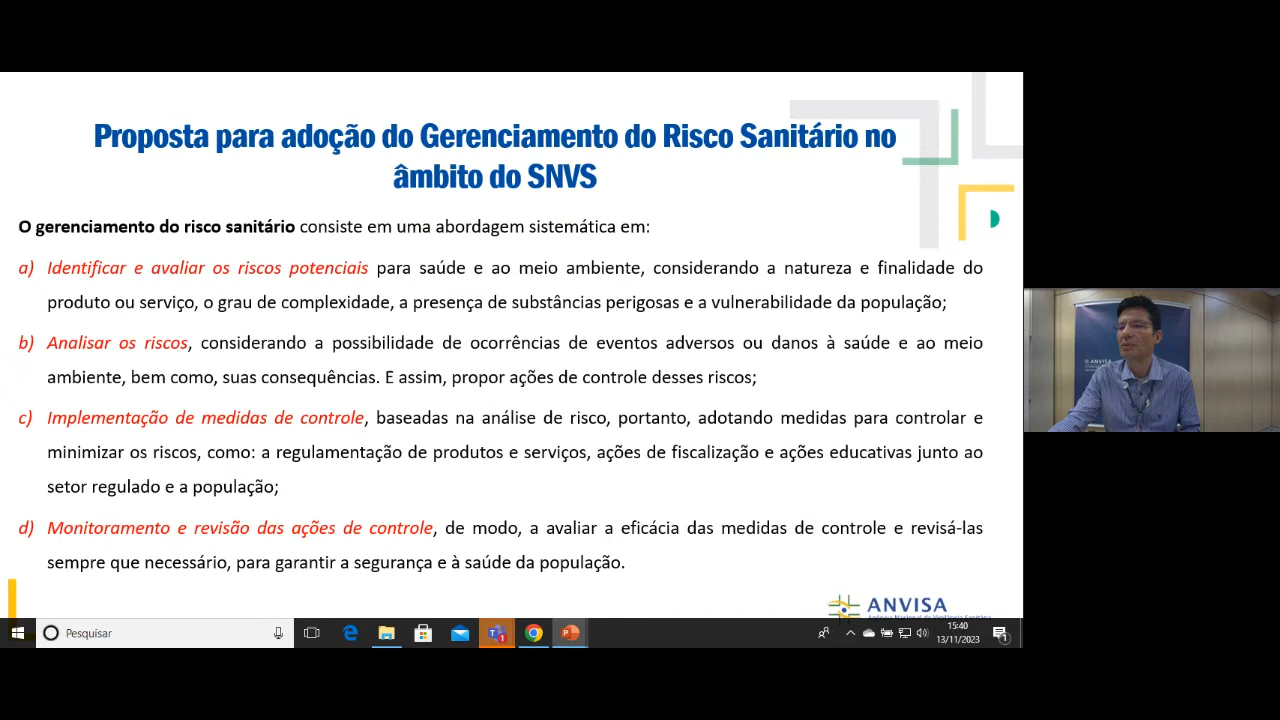 Proposta para adoção do Gerenciamento do Risco Sanitário no
âmbito do SNVS
O gerenciamento do risco sanitário consiste em uma abordagem sistemática em:
a) Identificar e avaliar os riscos potenciais para saúde e ao meio ambiente, considerando a natureza e finalidade do
produto ou serviço, o grau de complexidade, a presença de substâncias perigosas e a vulnerabilidade da população;
b) Analisar os riscos, considerando a possibilidade de ocorrências de eventos adversos ou danos à saúde e ao meio
ambiente, bem como, suas consequências. E assim, propor ações de controle desses riscos;
c) Implementação de medidas de controle, baseadas na análise de risco, portanto, adotando medidas para controlar e
minimizar os riscos, como: a regulamentação de produtos e serviços, ações de fiscalização e ações educativas junto ao
setor regulado e a população;
d) Monitoramento e revisão das ações de controle, de modo, a avaliar a eficácia das medidas de controle e revisá-las
sempre que necessário, para garantir a segurança e à saúde da população.
ANVISA
Agência Nacional de Vigilância Sanitária
ANVISA
Pesquisar
15:40
13/11/2023